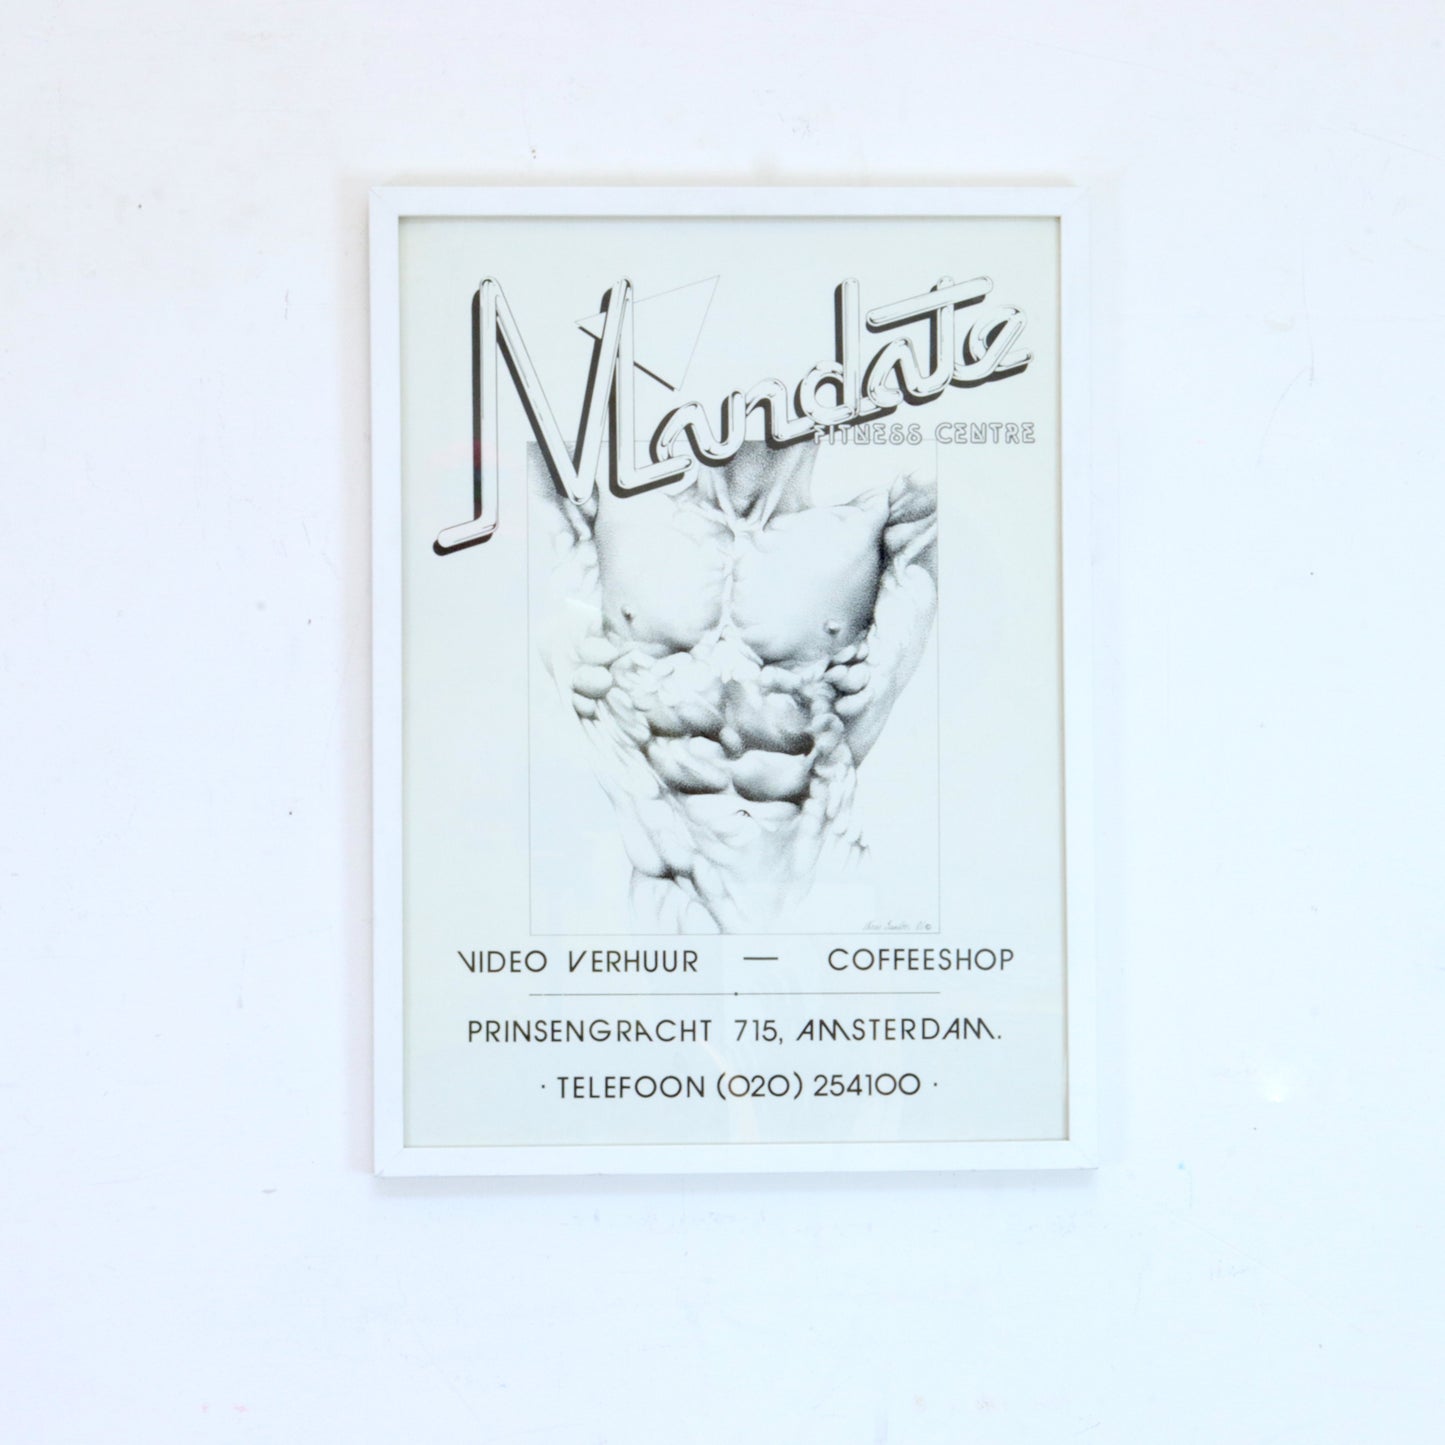 Mandate
FITNESS CENTRE
VIDEO VERHUUR — COFFEESHOP
PRINSENGRACHT 715, AMSTERDAM.
· TELEFOON (020) 254100 ·